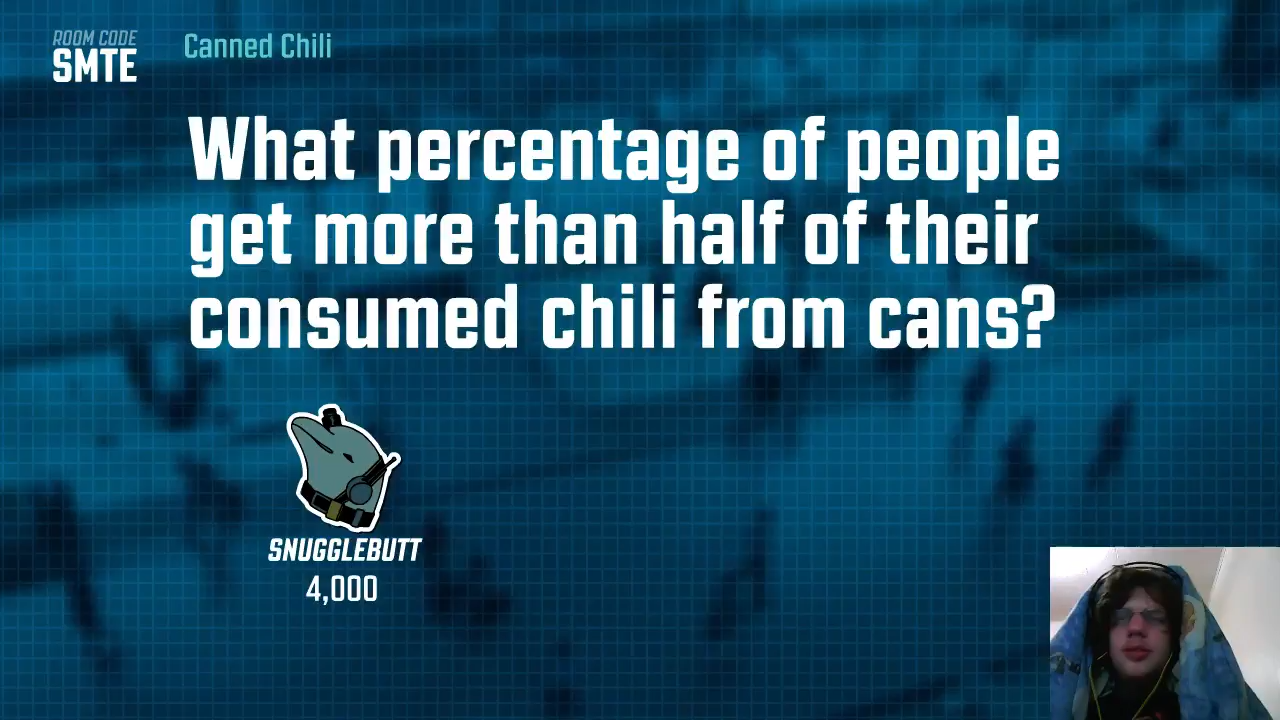 ROOM CODE
SMTE
Canned Chili
What percentage of people
get more than half of their
consumed chili from cans?
SNUGGLEBUTT
4,000